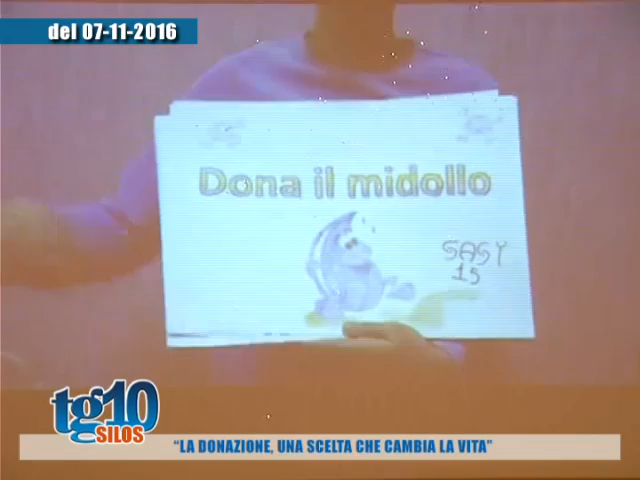 del 07-11-2016
Dona il midollo
SASY
15
tg10
SILOS
“LA DONAZIONE, UNA SCELTA CHE CAMBIA LA VITA”